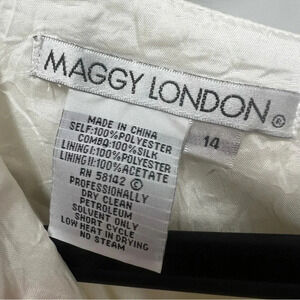 MAGGY LONDON®
14
MADE IN CHINA
SELF:100%POLYESTER
COMBO:100%SILK
LINING I:100%POLYESTER
LINING II:100%ACETATE
RN 58142 ©
PROFESSIONALLY
DRY CLEAN
PETROLEUM
SOLVENT ONLY
SHORT CYCLE
LOW HEAT IN DRYING
NO STEAM